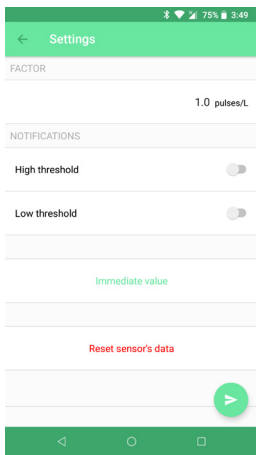 75% 3:49
Settings
FACTOR
1.0 pulses/L
NOTIFICATIONS
High threshold
Low threshold
Immediate value
Reset sensor's data